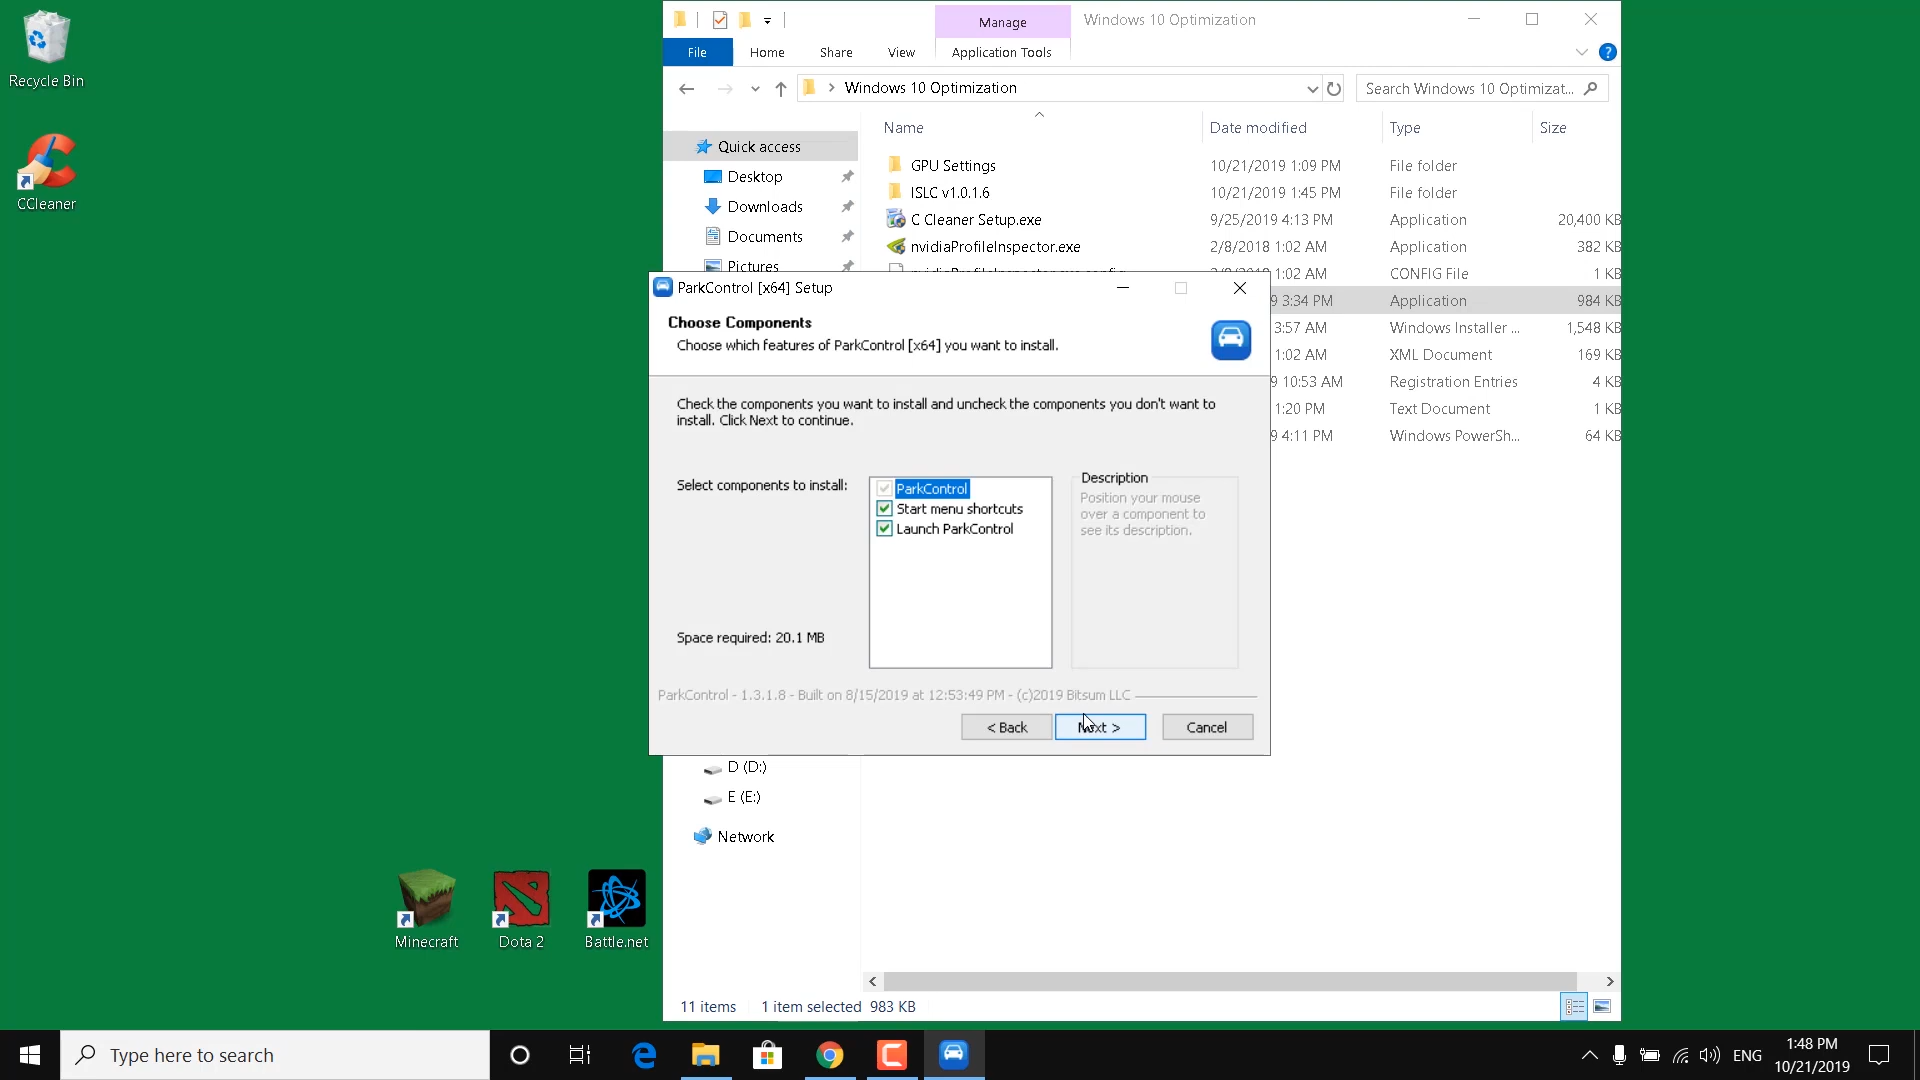 Recycle Bin
CCleaner
Manage
Windows 10 Optimization
File
Home
Share
View
Application Tools
Windows 10 Optimization
Search Windows 10 Optimizat...
Name
Date modified
Type
Size
Quick access
Desktop
Downloads
Documents
Pictures
GPU Settings 10/21/2019 1:09 PM File folder
ISLC v1.0.1.6 10/21/2019 1:45 PM File folder
C Cleaner Setup.exe 9/25/2019 4:13 PM Application 20,400 KB
nvidiaProfileInspector.exe 2/8/2018 1:02 AM Application 382 KB
1:02 AM CONFIG File 1 KB
9 3:34 PM Application 984 KB
3:57 AM Windows Installer ... 1,548 KB
1:02 AM XML Document 169 KB
9 10:53 AM Registration Entries 4 KB
1:20 PM Text Document 1 KB
9 4:11 PM Windows PowerSh... 64 KB
ParkControl [x64] Setup
Choose Components
Choose which features of ParkControl [x64] you want to install.
Check the components you want to install and uncheck the components you don't want to
install. Click Next to continue.
Select components to install:
ParkControl
Start menu shortcuts
Launch ParkControl
Description
Position your mouse
over a component to
see its description.
Space required: 20.1 MB
ParkControl - 1.3.1.8 - Built on 8/15/2019 at 12:53:49 PM - (c)2019 Bitsum LLC
< Back
Next >
Cancel
D (D:)
E (E:)
Network
Minecraft
Dota 2
Battle.net
11 items
1 item selected 983 KB
Type here to search
ENG
1:48 PM
10/21/2019